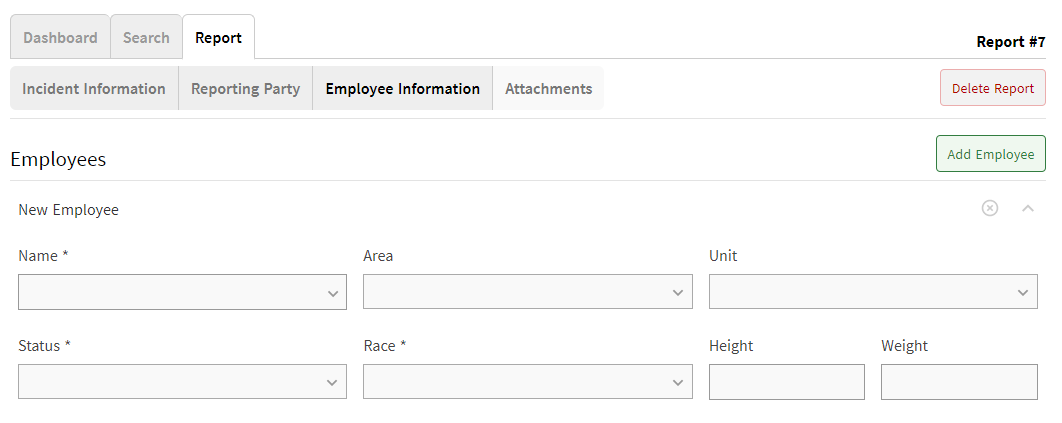 Dashboard Search Report
Report #7
Incident Information Reporting Party Employee Information Attachments
Delete Report
Employees
Add Employee
New Employee
Name * Area Unit
Status * Race * Height Weight